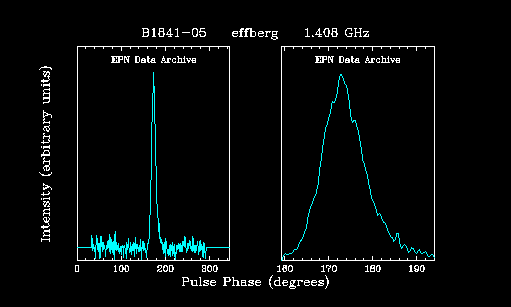 B1841-05 effberg 1.408 GHz
EPN Data Archive EPN Data Archive
Intensity (arbitrary units)
0 100 200 300 160 170 180 190
Pulse Phase (degrees)